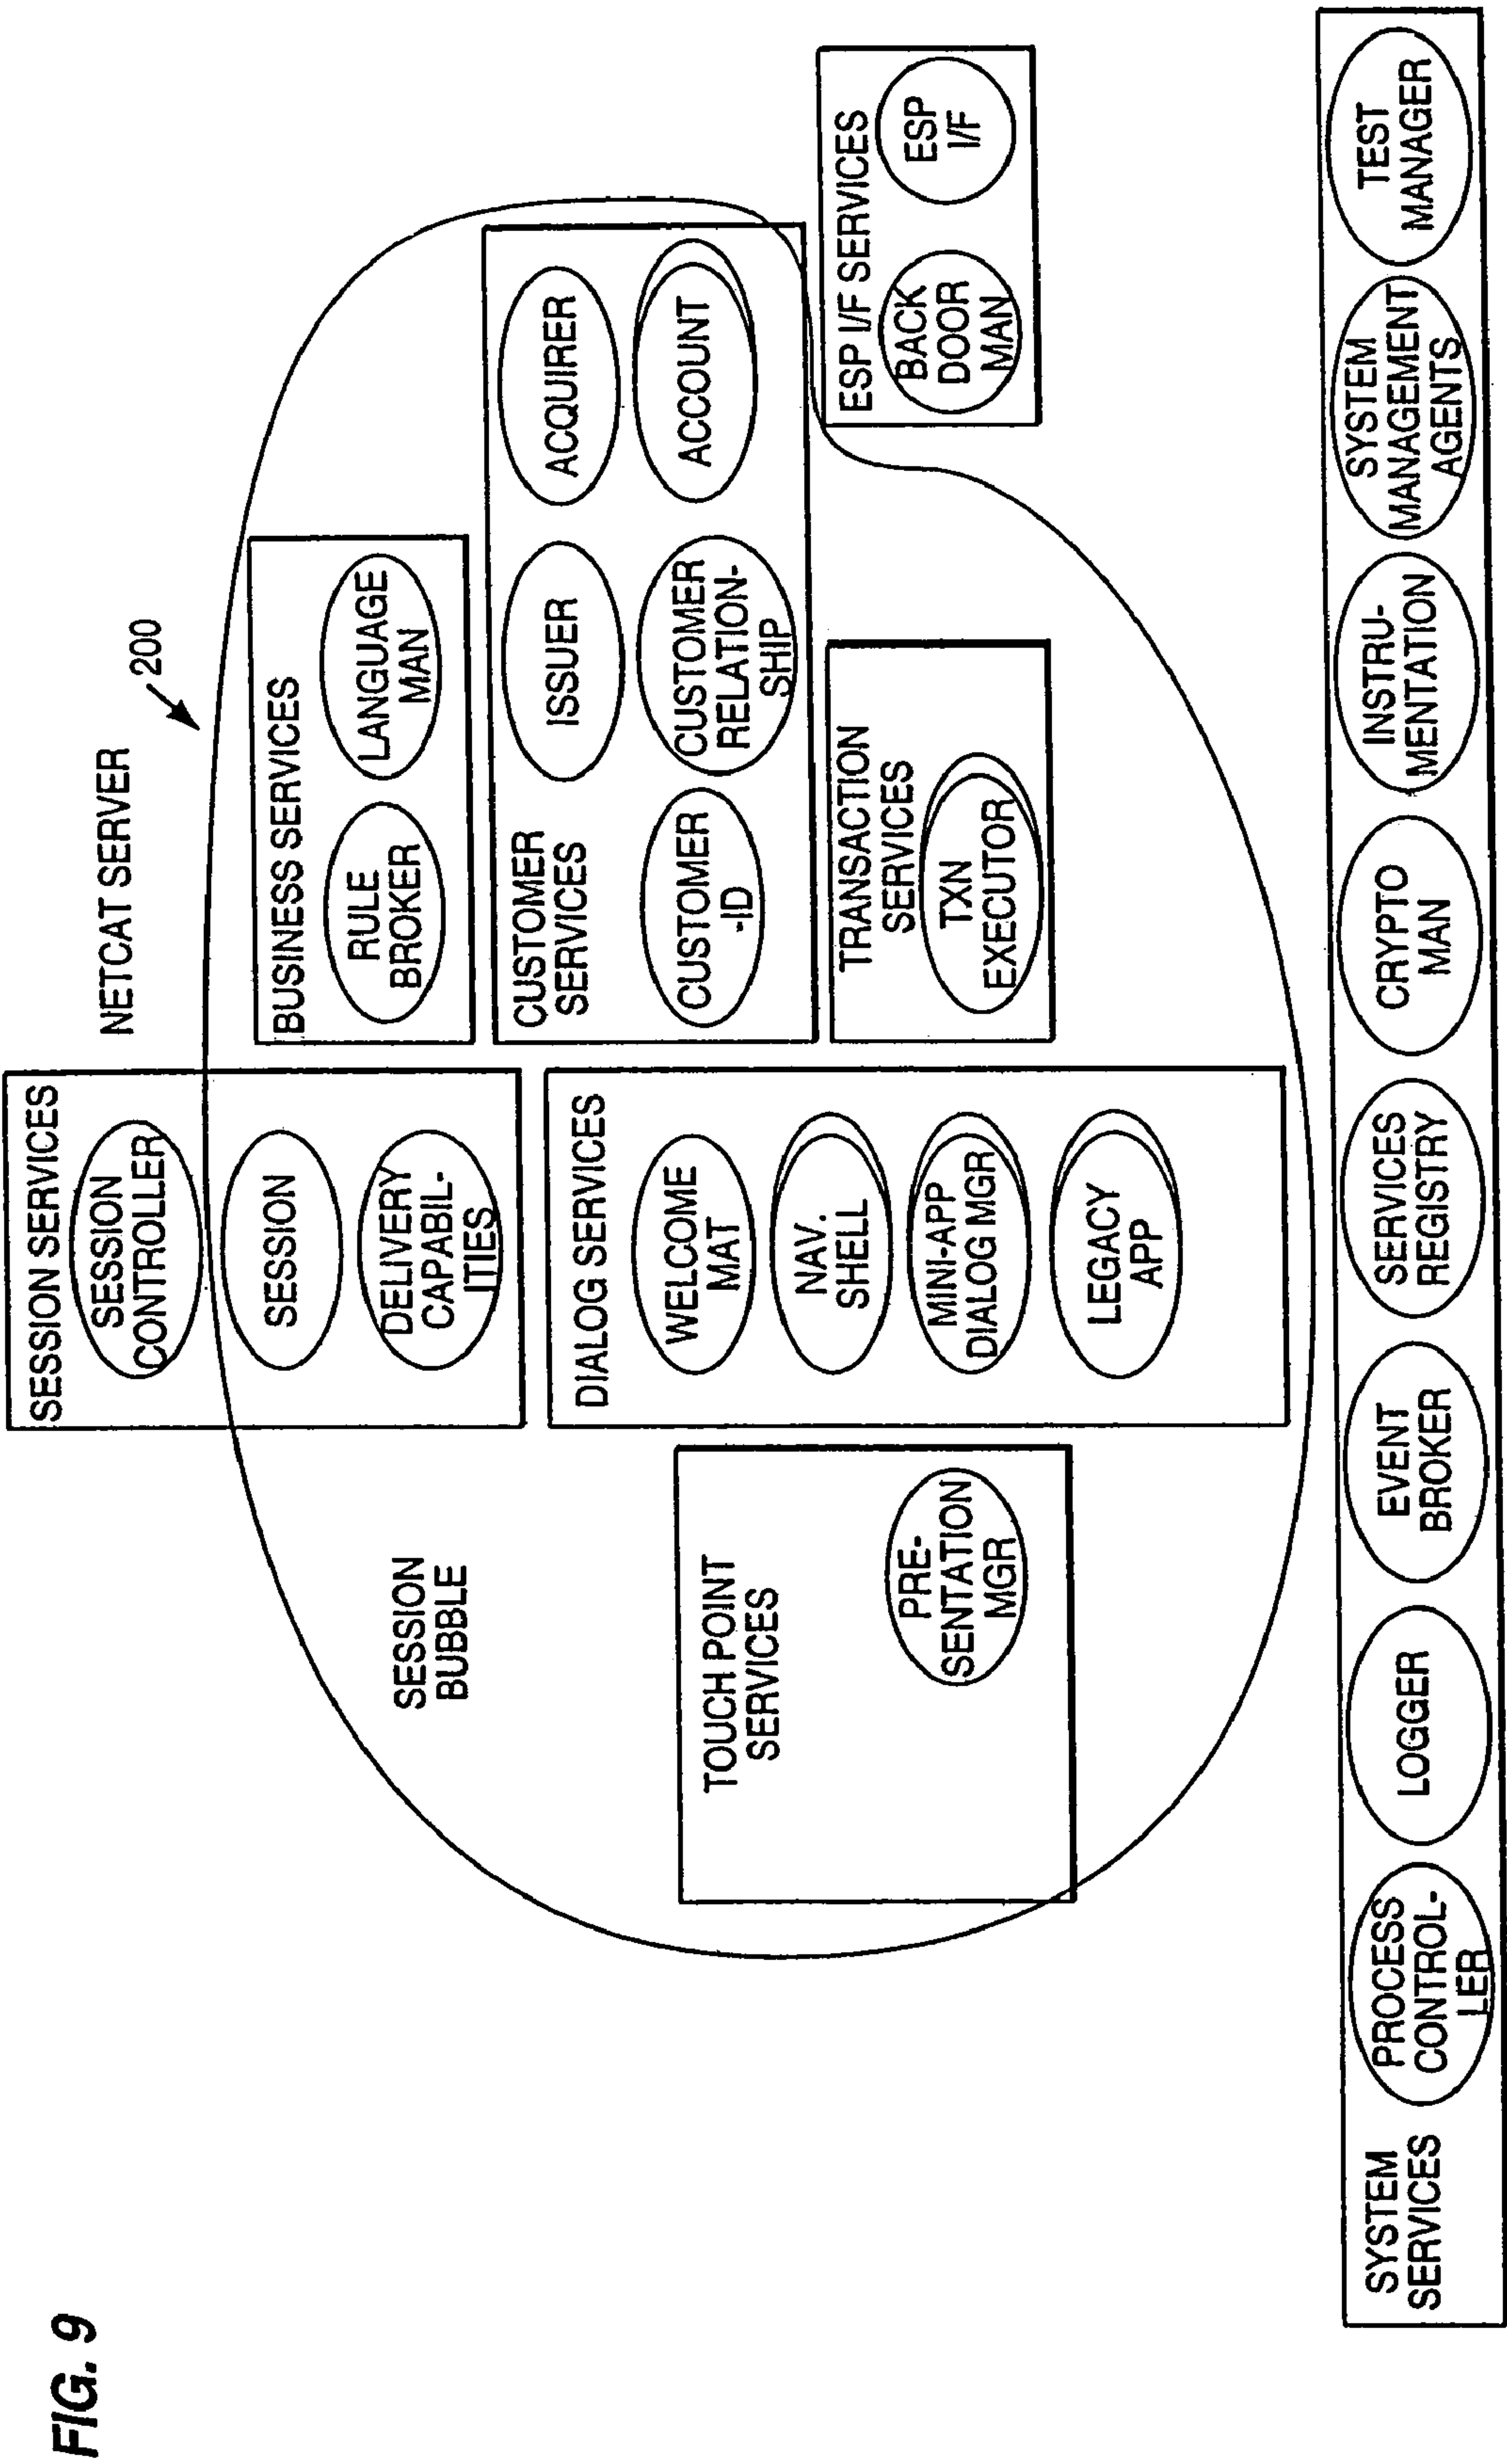 FIG. 9
NETCAT SERVER
200
SESSION SERVICES
SESSION
CONTROLLER
SESSION
DELIVERY
CAPABIL-
ITIES
SESSION
BUBBLE
BUSINESS SERVICES
RULE
BROKER
LANGUAGE
MAN
CUSTOMER
SERVICES
ISSUER
ACQUIRER
CUSTOMER
-ID
CUSTOMER
RELATION-
SHIP
ACCOUNT
TOUCH POINT
SERVICES
PRE-
SENTATION
MGR
DIALOG SERVICES
WELCOME
MAT
NAV.
SHELL
MINI-APP
DIALOG MGR
LEGACY
APP
TRANSACTION
SERVICES
TXN
EXECUTOR
ESP I/F SERVICES
BACK
DOOR
MAN
ESP
I/F
SYSTEM
SERVICES
PROCESS
CONTROL-
LER
LOGGER
EVENT
BROKER
SERVICES
REGISTRY
CRYPTO
MAN
INSTRU-
MENTATION
SYSTEM
MANAGEMENT
AGENTS
TEST
MANAGER